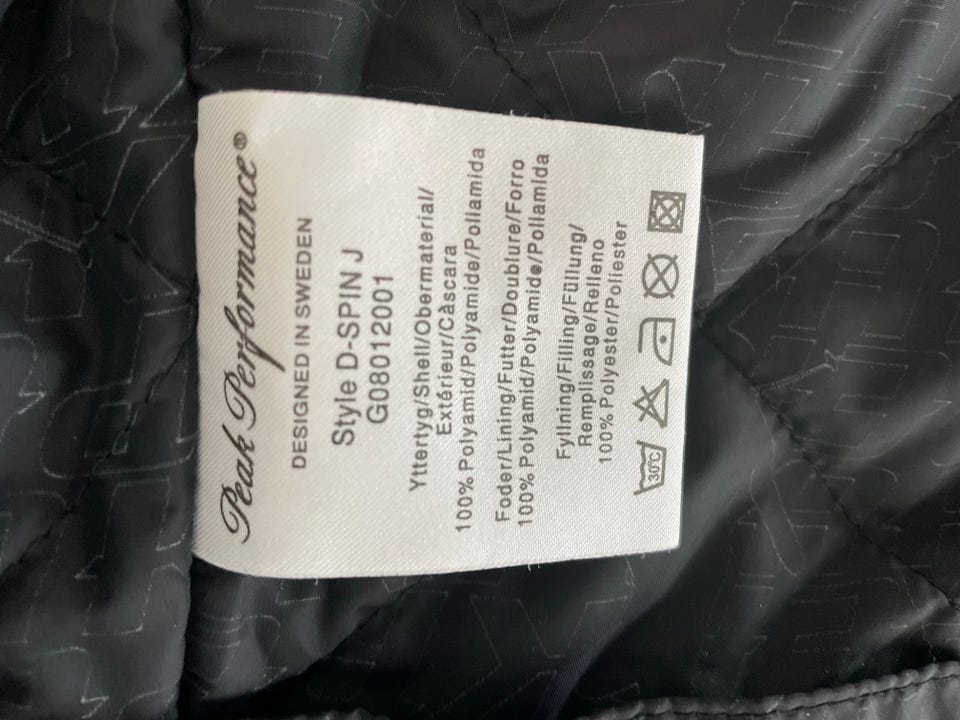 Peak Performance®
DESIGNED IN SWEDEN
Style D-SPIN J
G08012001
Yttertyg/Shell/Obermaterial/
Extérieur/Càscara
100% Polyamid/Polyamide/Poliamida
Foder/Lining/Futter/Doublure/Forro
100% Polyamid/Polyamide/Poliamida
Fyllning/Filling/Füllung/
Remplissage/Relleno
100% Polyester/Poliester
30°C